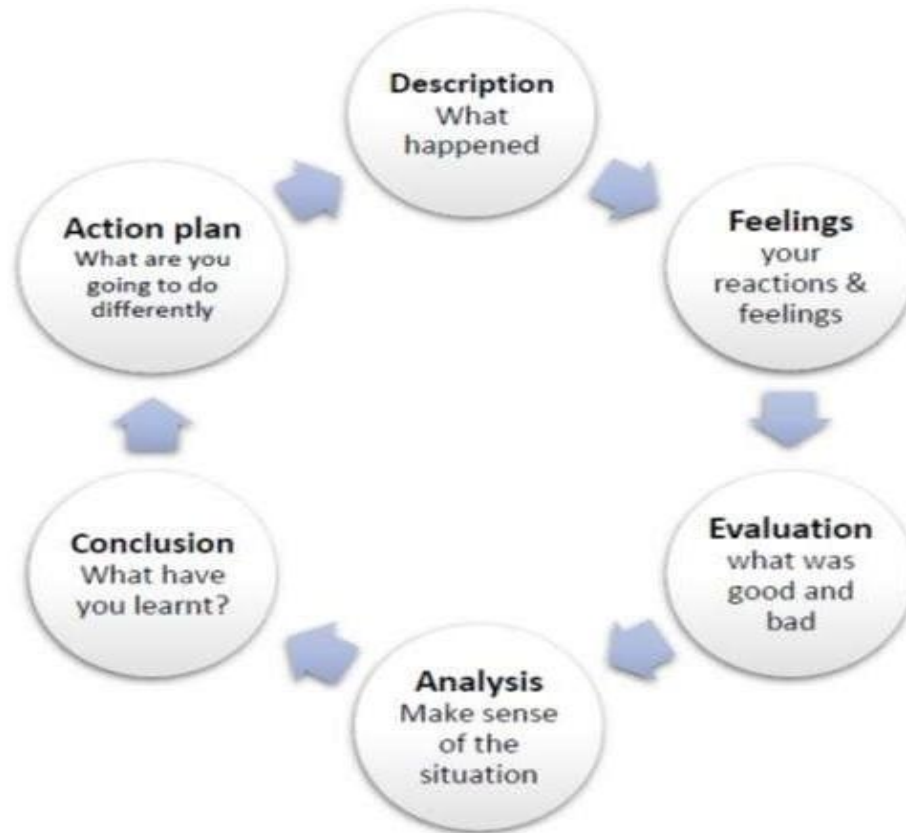 Description
What
happened
Feelings
your
reactions &
feelings
Evaluation
what was
good and
bad
Analysis
Make sense
of the
situation
Conclusion
What have
you learnt?
Action plan
What are you
going to do
differently